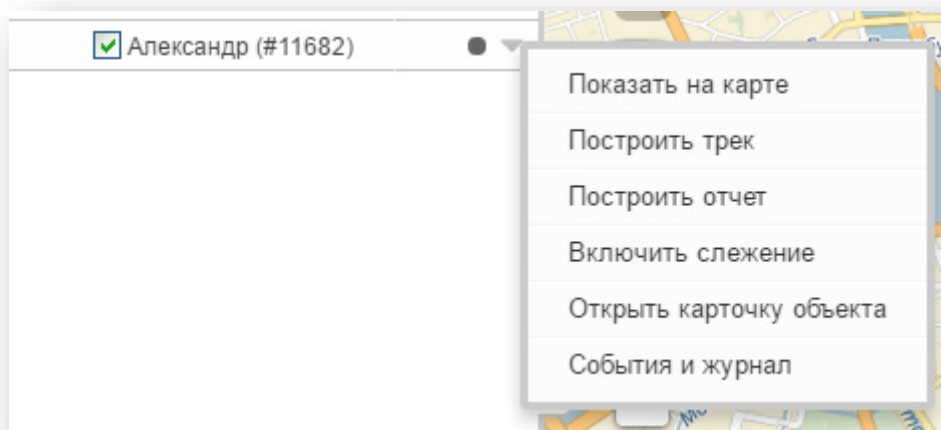 Александр (#11682)
Показать на карте
Построить трек
Построить отчет
Включить слежение
Открыть карточку объекта
События и журнал